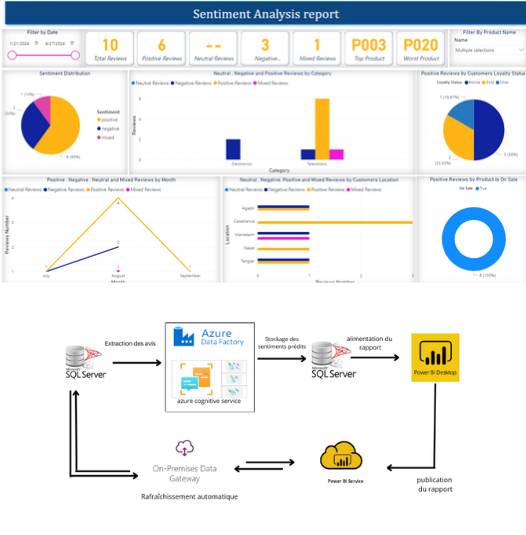 Sentiment Analysis report
Filter by Date
1/21/2024
8/27/2024
10
Total Reviews
6
Positive Reviews
--
Neutral Reviews
3
Negative...
1
Mixed Reviews
P003
Top Product
P020
Worst Product
Filter By Product Name
Name
Multiple selections
Sentiment Distribution
1 (10%)
6 (60%)
Sentiment
positive
negative
mixed
Neutral , Negative and Positive Reviews by Category
Neutral Reviews Negative Reviews Positive Reviews Mixed Reviews
Reviews
Electronics
Televisions
Category
Positive Reviews by Customers Loyalty Status
Loyalty Status
Gold
Silver
1 (16.67%)
3 (50%)
2
(33.33%)
Positive , Negative , Neutral and Mixed Reviews by Month
Neutral Reviews Negative Reviews Positive Reviews Mixed Reviews
Reviews Number
4
2
July
August
September
Month
Neutral, Negative, Positive and Mixed Reviews by Customers Location
Neutral Reviews Negative Reviews Positive Reviews Mixed Reviews
Location
Agadir
Casablanca
Marrakech
Rabat
Tangier
0 1 2 3
Reviews Number
Positive Reviews by Product Is On Sale
On Sale True
6 (100%)
Extraction des avis
Azure
Data Factory
Stockage des
sentiments prédits
alimentation du
rapport
SQL Server
azure cognitive service
SQL Server
Power BI Desktop
On-Premises Data
Gateway
Rafraîchissement automatique
Power BI Service
publication
du rapport